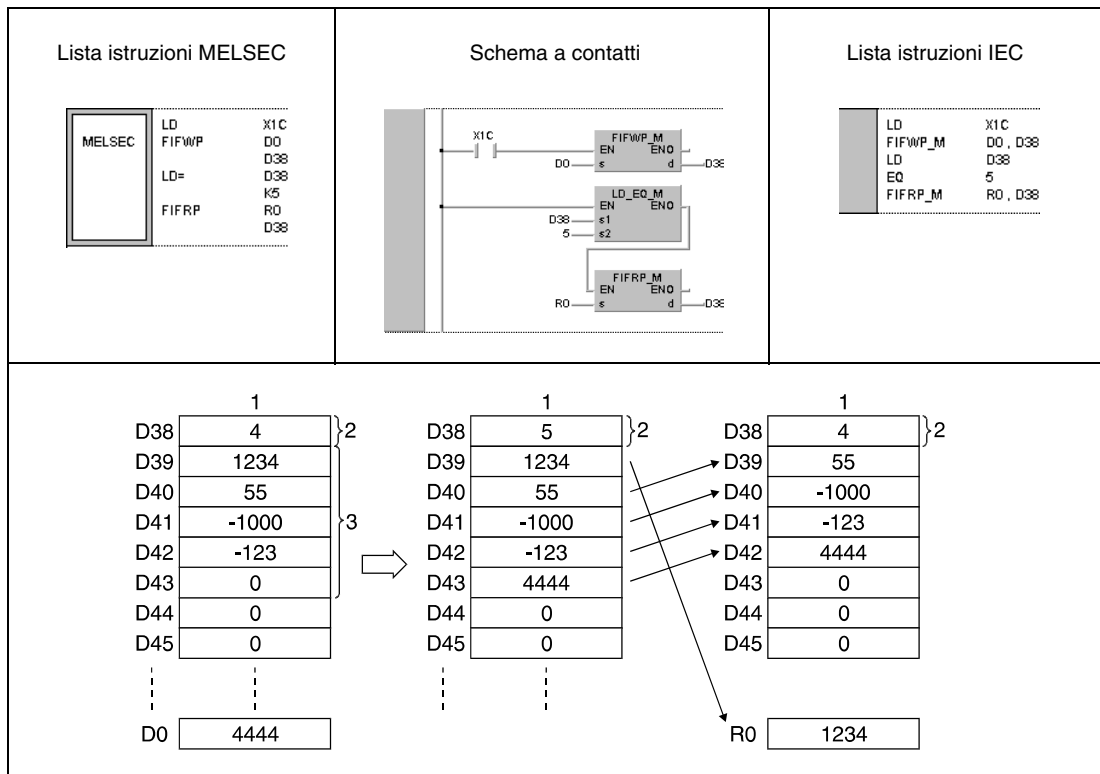 Lista istruzioni MELSEC
MELSEC
LD X1C
FIFWP D0
D38
LD= D38
K5
FIFRP R0
D38
Schema a contatti
X1C
FIFWP_M
EN ENO
D0 s d D38
LD_EQ_M
EN ENO
D38 s1
5 s2
FIFRP_M
EN ENO
R0 s d D38
Lista istruzioni IEC
LD X1C
FIFWP_M D0 , D38
LD D38
EQ 5
FIFRP_M R0 , D38
1
D38 4 2
D39 1234
D40 55
D41 -1000 3
D42 -123
D43 0
D44 0
D45 0
D0 4444
1
D38 5 2
D39 1234
D40 55
D41 -1000
D42 -123
D43 4444
D44 0
D45 0
1
D38 4 2
D39 55
D40 -1000
D41 -123
D42 4444
D43 0
D44 0
D45 0
R0 1234